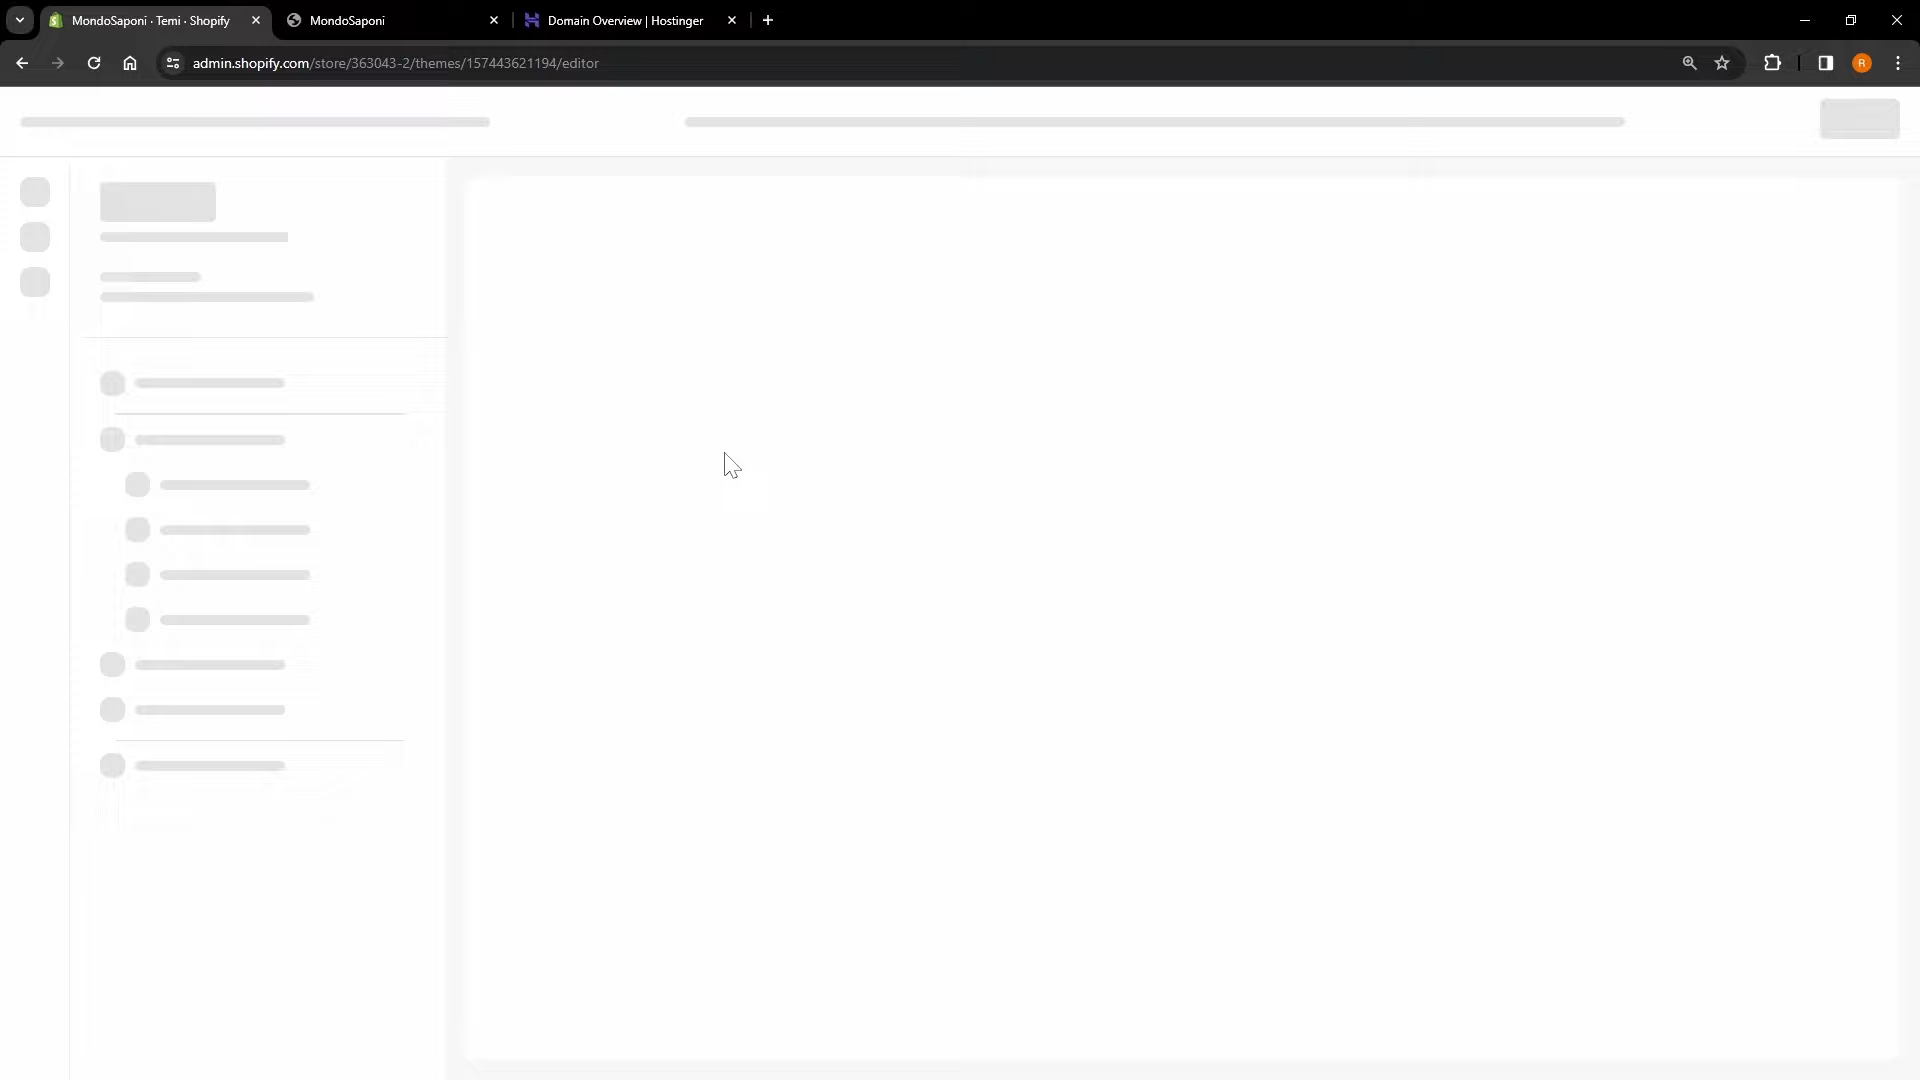 MondoSaponi · Temi · Shopify
MondoSaponi
Domain Overview | Hostinger
admin.shopify.com/store/363043-2/themes/157443621194/editor
R